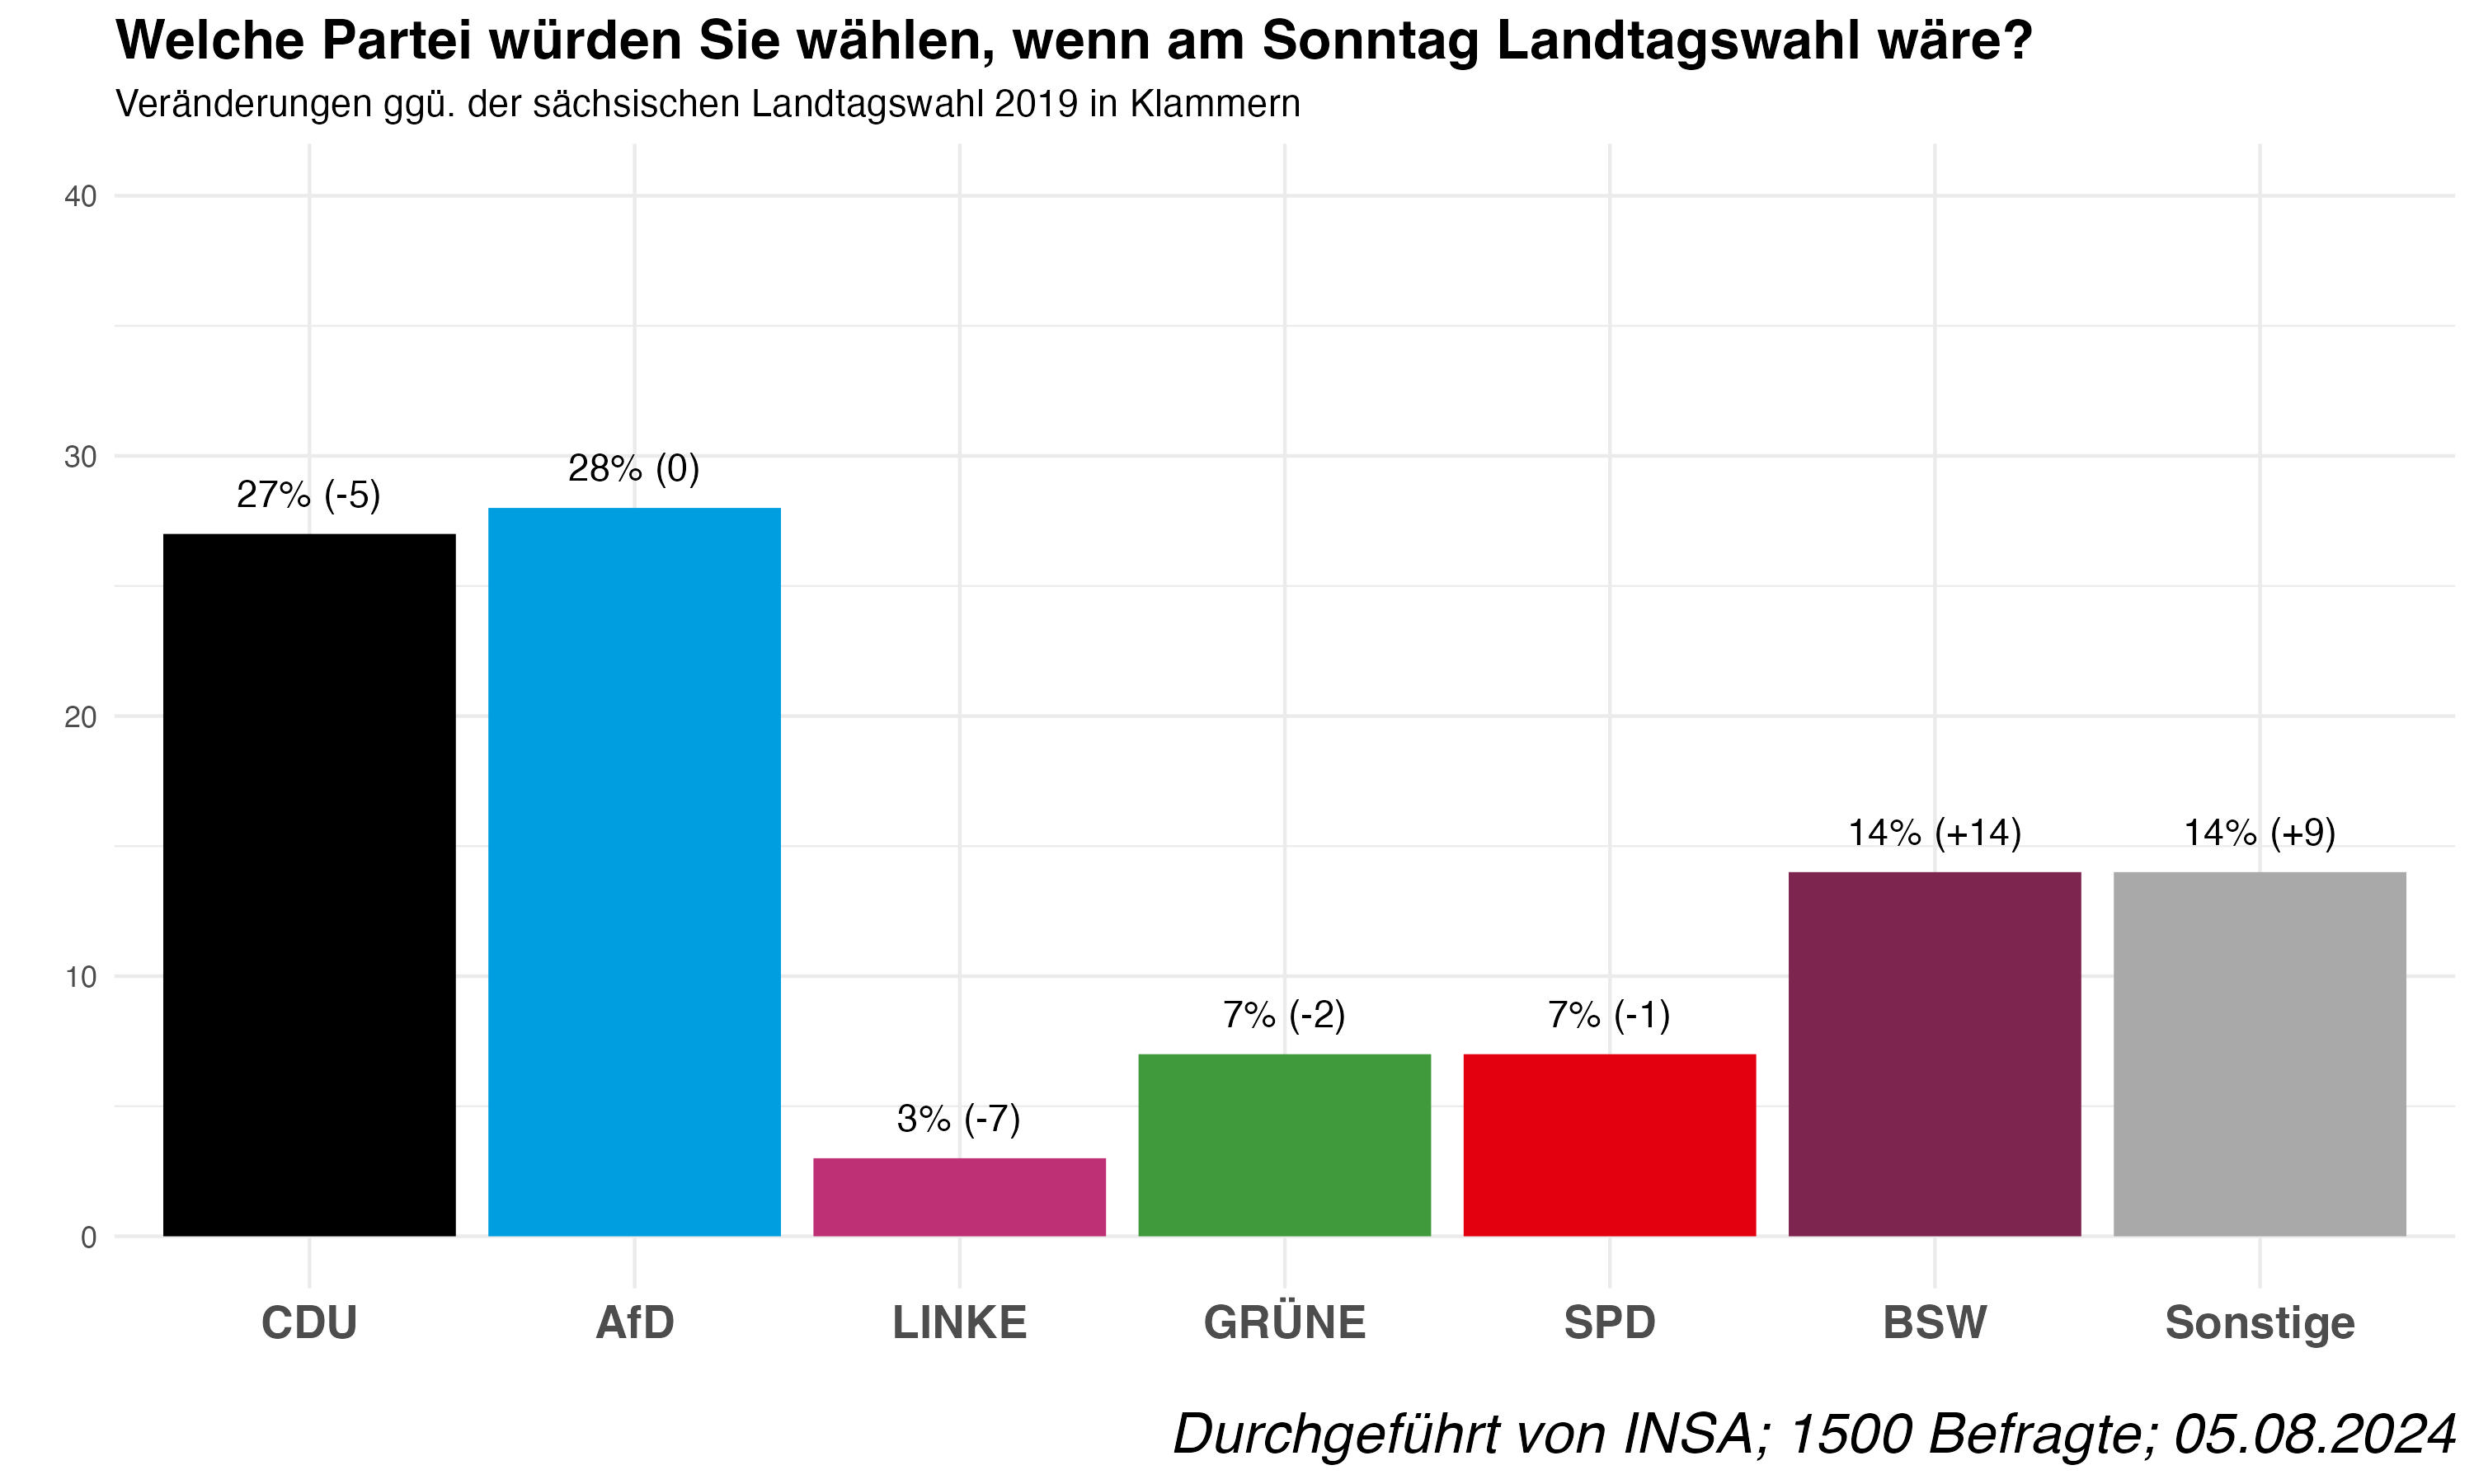 Welche Partei würden Sie wählen, wenn am Sonntag Landtagswahl wäre?
Veränderungen ggü. der sächsischen Landtagswahl 2019 in Klammern
40
30
20
10
0
27% (-5)
28% (0)
3% (-7)
7% (-2)
7% (-1)
14% (+14)
14% (+9)
CDU
AfD
LINKE
GRÜNE
SPD
BSW
Sonstige
Durchgeführt von INSA; 1500 Befragte; 05.08.2024